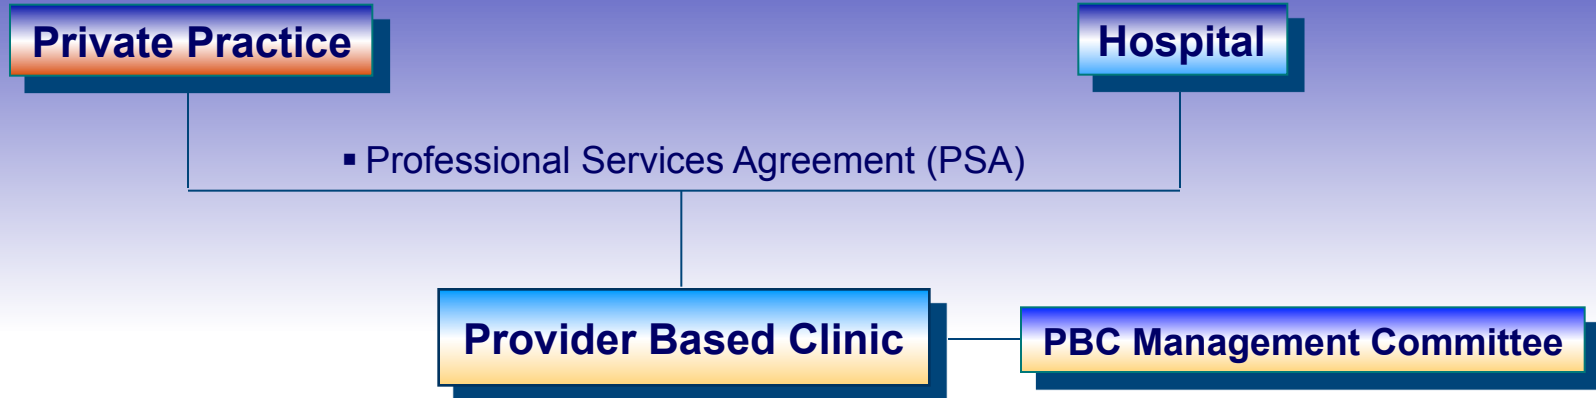 Private Practice
Hospital
▪ Professional Services Agreement (PSA)
Provider Based Clinic
PBC Management Committee